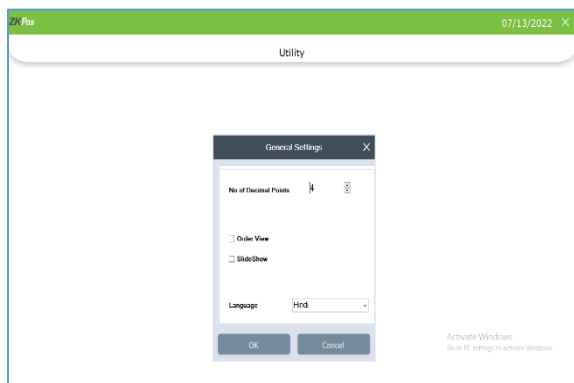 ZKPos
07/13/2022 X
Utility
General Settings X
No of Decimal Points 4
Order View
SlideShow
Language Hindi
OK Cancel
Activate Windows
Go to PC settings to activate Windows.